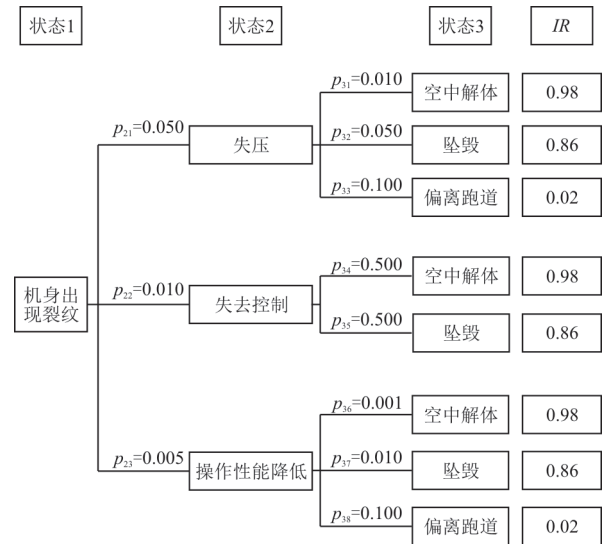 状态1 状态2 状态3 IR
p31=0.010 空中解体 0.98
p21=0.050 失压 p32=0.050 坠毁 0.86
p33=0.100 偏离跑道 0.02
机身出
现裂纹
p22=0.010 失去控制
p34=0.500 空中解体 0.98
p35=0.500 坠毁 0.86
p36=0.001 空中解体 0.98
p23=0.005 操作性能降低 p37=0.010 坠毁 0.86
p38=0.100 偏离跑道 0.02